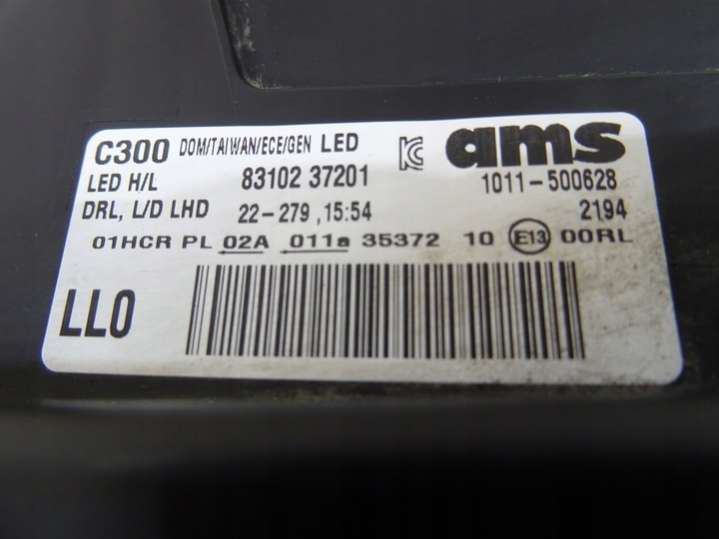 C300 DOM/TAIWAN/ECE/GEN LED KC ams
LED H/L 83102 37201 1011-500628
DRL, L/D LHD 22-279 ,15:54 2194
01HCR PL 02A 011a 35372 10 E13 00RL
LL0